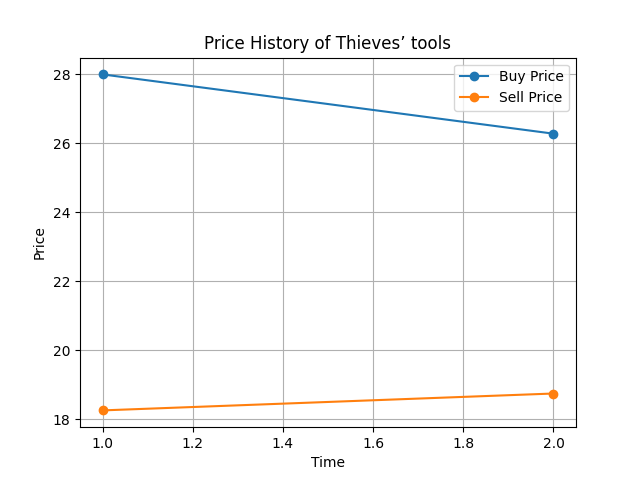 Price History of Thieves’ tools
Buy Price
Sell Price
28
26
24
22
20
18
Price
1.0 1.2 1.4 1.6 1.8 2.0
Time